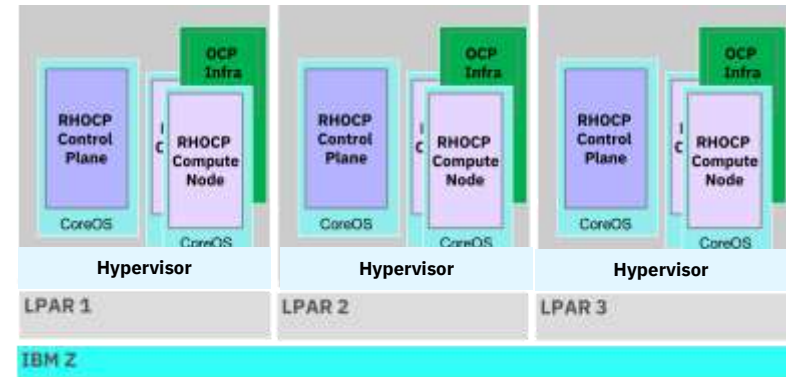 OCP
Infra
RHOCP
Control
Plane
RHOCP
Compute
Node
CoreOS
CoreOS
Hypervisor
LPAR 1
OCP
Infra
RHOCP
Control
Plane
RHOCP
Compute
Node
CoreOS
CoreOS
Hypervisor
LPAR 2
OCP
Infra
RHOCP
Control
Plane
RHOCP
Compute
Node
CoreOS
CoreOS
Hypervisor
LPAR 3
IBM Z